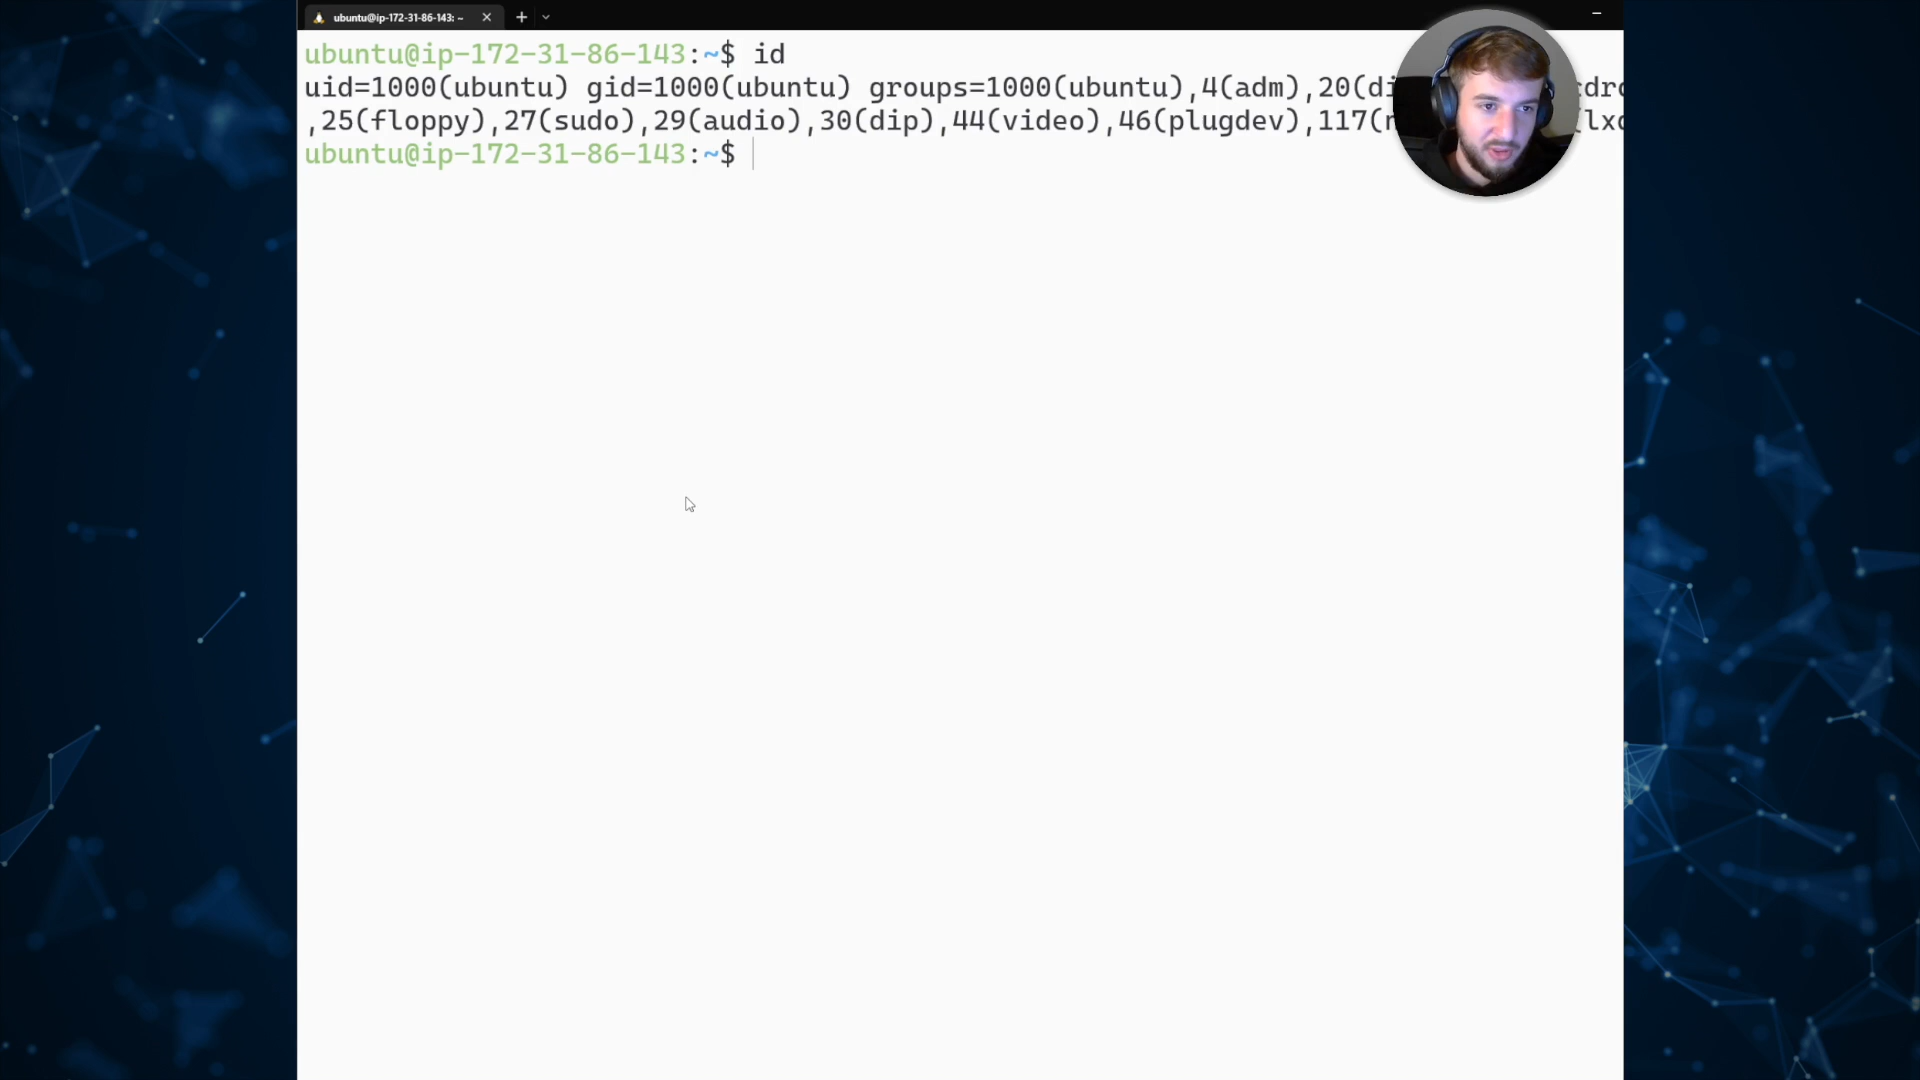 ubuntu@ip-172-31-86-143: ~
ubuntu@ip-172-31-86-143:~$ id
uid=1000(ubuntu) gid=1000(ubuntu) groups=1000(ubuntu),4(adm),20(di
,25(floppy),27(sudo),29(audio),30(dip),44(video),46(plugdev),117(
ubuntu@ip-172-31-86-143:~$